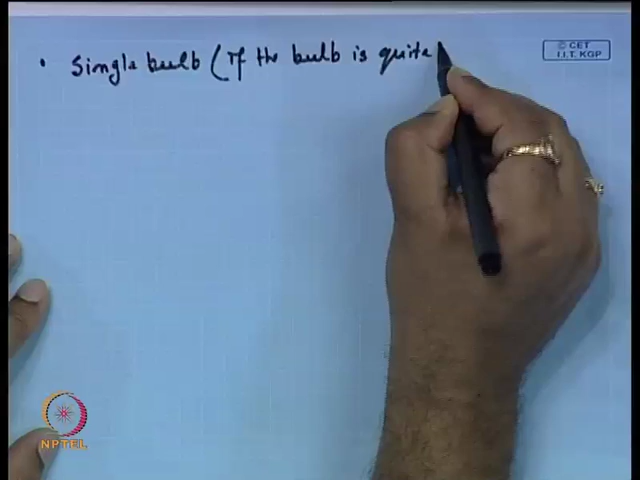 • Single bulb (If the bulb is quite
© CET
I.I.T. KGP
NPTEL